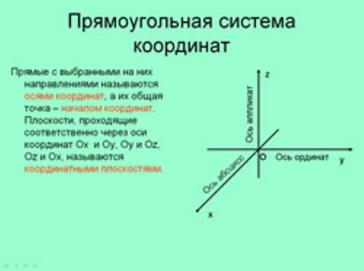 Прямоугольная система
координат
Прямые с выбранными на них
направлениями называются
осями координат, а их общая
точка – началом координат.
Плоскости, проходящие
соответственно через оси
координат Ox и Oy, Oy и Oz,
Oz и Ox, называются
координатными плоскостями.
z
Ось аппликат
O
Ось ординат
y
Ось абсцисс
x